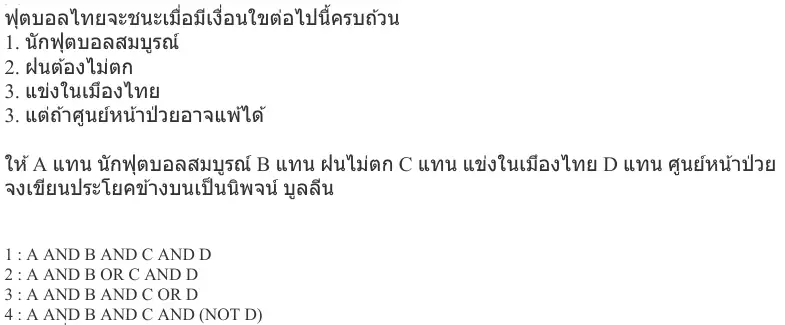 ฟุตบอลไทยจะชนะเมื่อมีเงื่อนใขต่อไปนี้ครบถ้วน
1. นักฟุตบอลสมบูรณ์
2. ฝนต้องไม่ตก
3. แข่งในเมืองไทย
3. แต่ถ้าศูนย์หน้าป่วยอาจแพ้ได้
ให้ A แทน นักฟุตบอลสมบูรณ์ B แทน ฝนไม่ตก C แทน แข่งในเมืองไทย D แทน ศูนย์หน้าป่วย
จงเขียนประโยคข้างบนเป็นนิพจน์ บูลลีน
1 : A AND B AND C AND D
2 : A AND B OR C AND D
3 : A AND B AND C OR D
4 : A AND B AND C AND (NOT D)